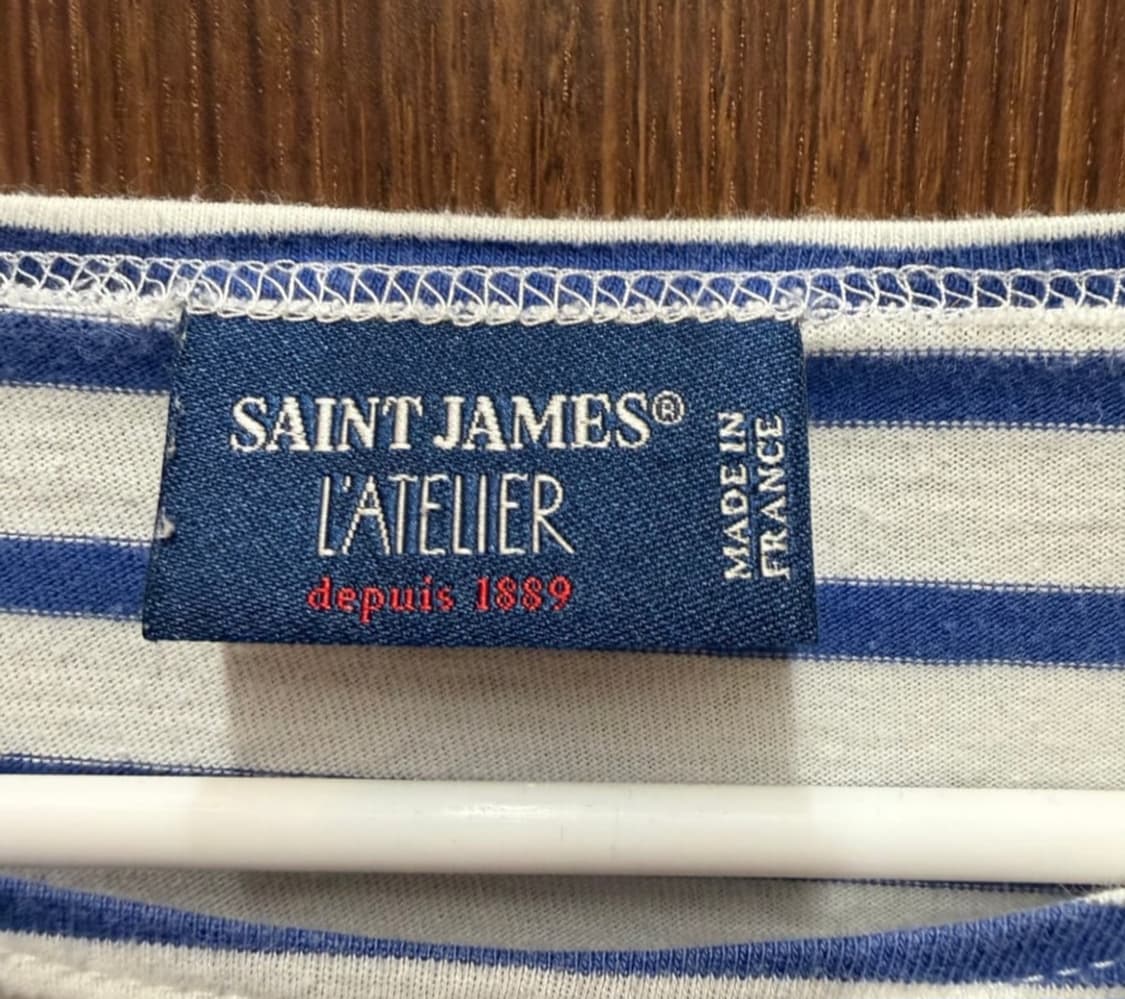 SAINT JAMES®
L'ATELIER
depuis 1889
MADE IN
FRANCE